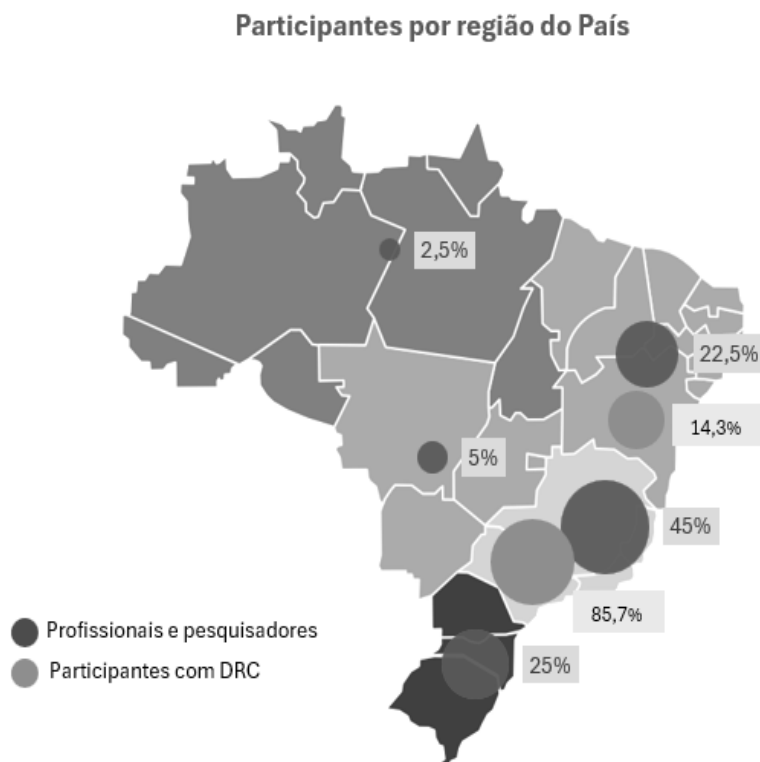 Participantes por região do País
2,5%
22,5%
14,3%
5%
45%
85,7%
Profissionais e pesquisadores
25%
Participantes com DRC